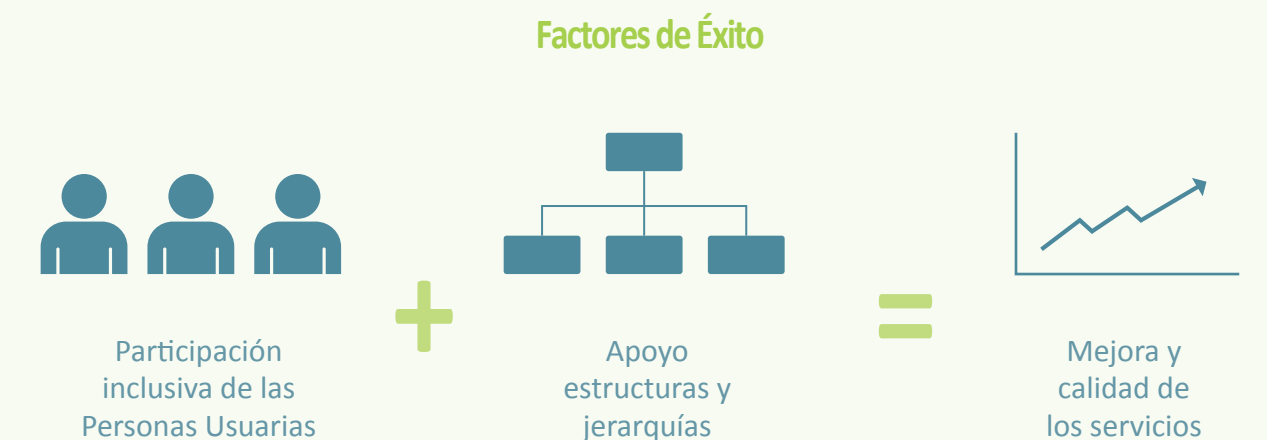 Factores de Éxito
Participación
inclusiva de las
Personas Usuarias
+
Apoyo
estructuras y
jerarquías
=
Mejora y
calidad de
los servicios